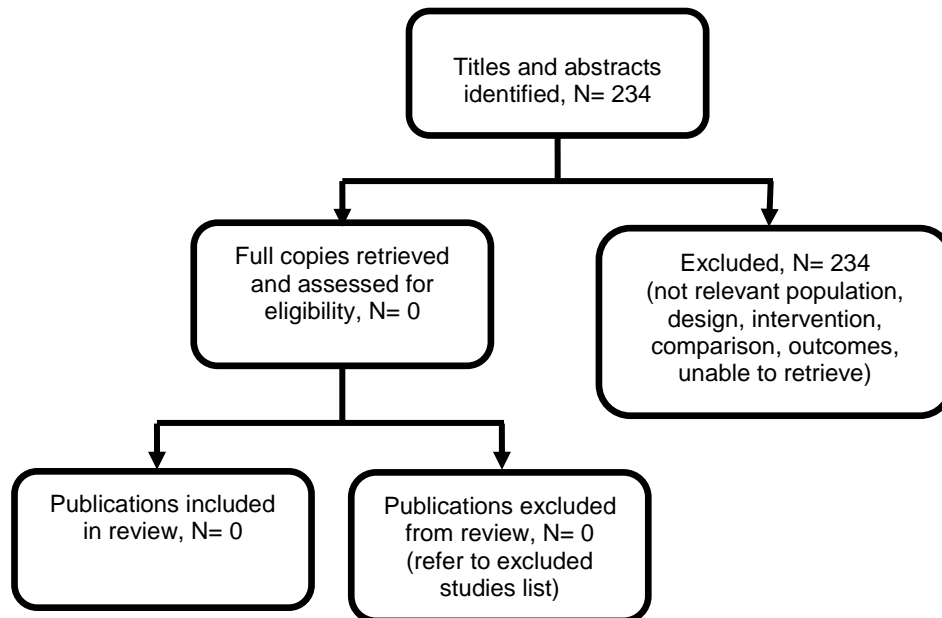 Titles and abstracts
identified, N= 234
Full copies retrieved
and assessed for
eligibility, N= 0
Excluded, N= 234
(not relevant population,
design, intervention,
comparison, outcomes,
unable to retrieve)
Publications included
in review, N= 0
Publications excluded
from review, N= 0
(refer to excluded
studies list)